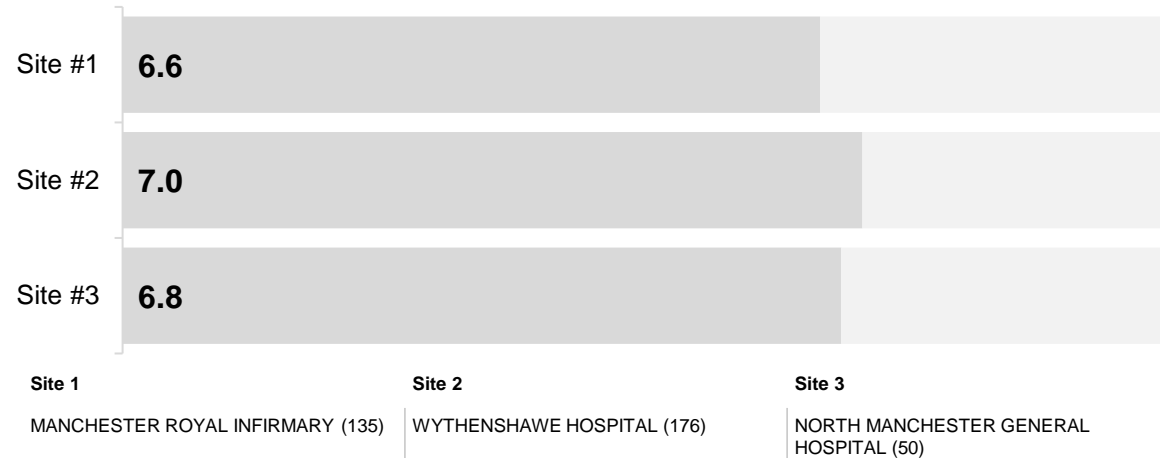 Site #1
6.6
Site #2
7.0
Site #3
6.8
Site 1
MANCHESTER ROYAL INFIRMARY (135)
Site 2
WYTHENSHAWE HOSPITAL (176)
Site 3
NORTH MANCHESTER GENERAL
HOSPITAL (50)